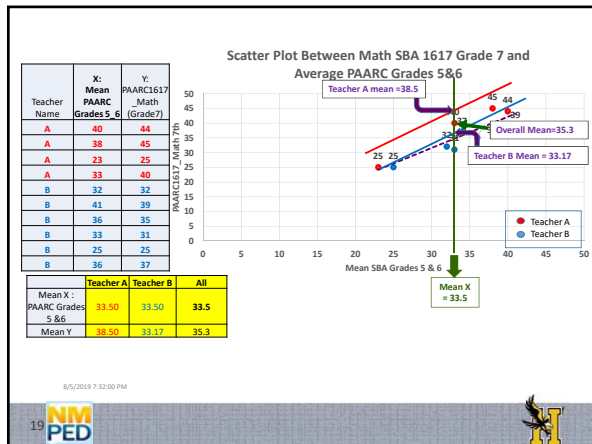 Scatter Plot Between Math SBA 1617 Grade 7 and
Average PAARC Grades 5&6
Teacher
Name
X:
Mean
PAARC
Grades 5_6
Y:
PAARC1617
_Math
(Grade7)
A 40 44
A 38 45
A 23 25
A 33 40
B 32 32
B 41 39
B 36 35
B 33 31
B 25 25
B 36 37
Teacher A Teacher B All
Mean X :
PAARC Grades
5 &6
33.50 33.50 33.5
Mean Y 38.50 33.17 35.3
PAARC1617_Math 7th
50
45
40
35
30
25
20
15
10
5
0
Teacher A mean =38.5
45
44
39
Overall Mean=35.3
Teacher B Mean = 33.17
25 25
Teacher A
Teacher B
0 5 10 15 20 25 30 35 40 45 50
Mean SBA Grades 5 & 6
Mean X
= 33.5
8/5/2019 7:32:00 PM
19
NM
PED
H